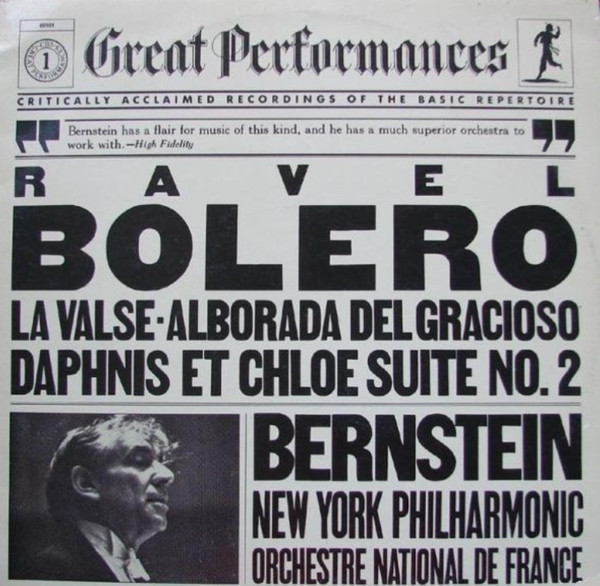 1
Great Performances
CRITICALLY ACCLAIMED RECORDINGS OF THE BASIC REPERTOIRE
Bernstein has a flair for music of this kind, and he has a much superior orchestra to
work with.—High Fidelity
RAVEL
BOLERO
LA VALSE·ALBORADA DEL GRACIOSO
DAPHNIS ET CHLOE SUITE NO. 2
BERNSTEIN
NEW YORK PHILHARMONIC
ORCHESTRE NATIONAL DE FRANCE